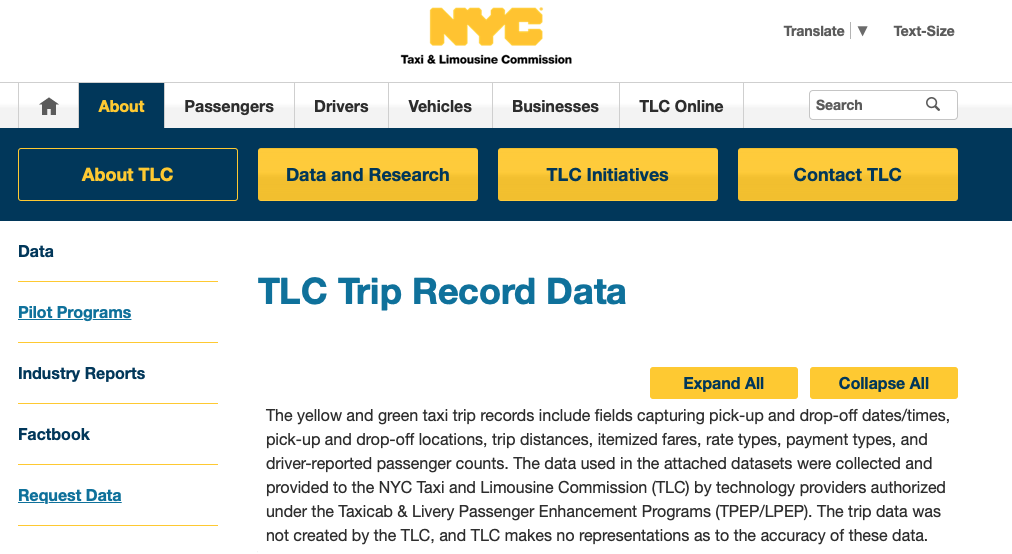 NYC
Taxi & Limousine Commission
Translate ▼ Text-Size
About Passengers Drivers Vehicles Businesses TLC Online Search
About TLC Data and Research TLC Initiatives Contact TLC
Data
Pilot Programs
Industry Reports
Factbook
Request Data
TLC Trip Record Data
Expand All Collapse All
The yellow and green taxi trip records include fields capturing pick-up and drop-off dates/times,
pick-up and drop-off locations, trip distances, itemized fares, rate types, payment types, and
driver-reported passenger counts. The data used in the attached datasets were collected and
provided to the NYC Taxi and Limousine Commission (TLC) by technology providers authorized
under the Taxicab & Livery Passenger Enhancement Programs (TPEP/LPEP). The trip data was
not created by the TLC, and TLC makes no representations as to the accuracy of these data.